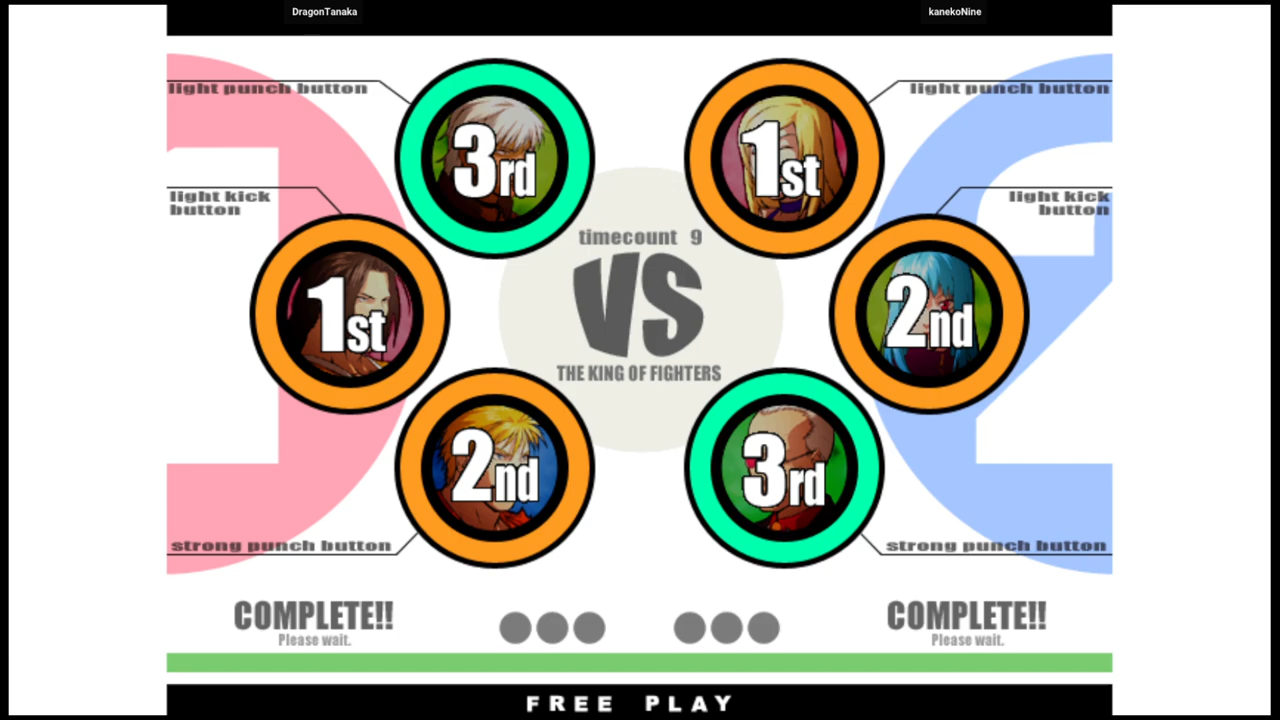 DragonTanaka
kanekoNine
light punch button
3rd
1st
light punch button
light kick
button
light kick
button
timecount 9
1st
VS
2nd
THE KING OF FIGHTERS
2nd
3rd
strong punch button
strong punch button
COMPLETE!!
Please wait.
COMPLETE!!
Please wait.
FREE PLAY